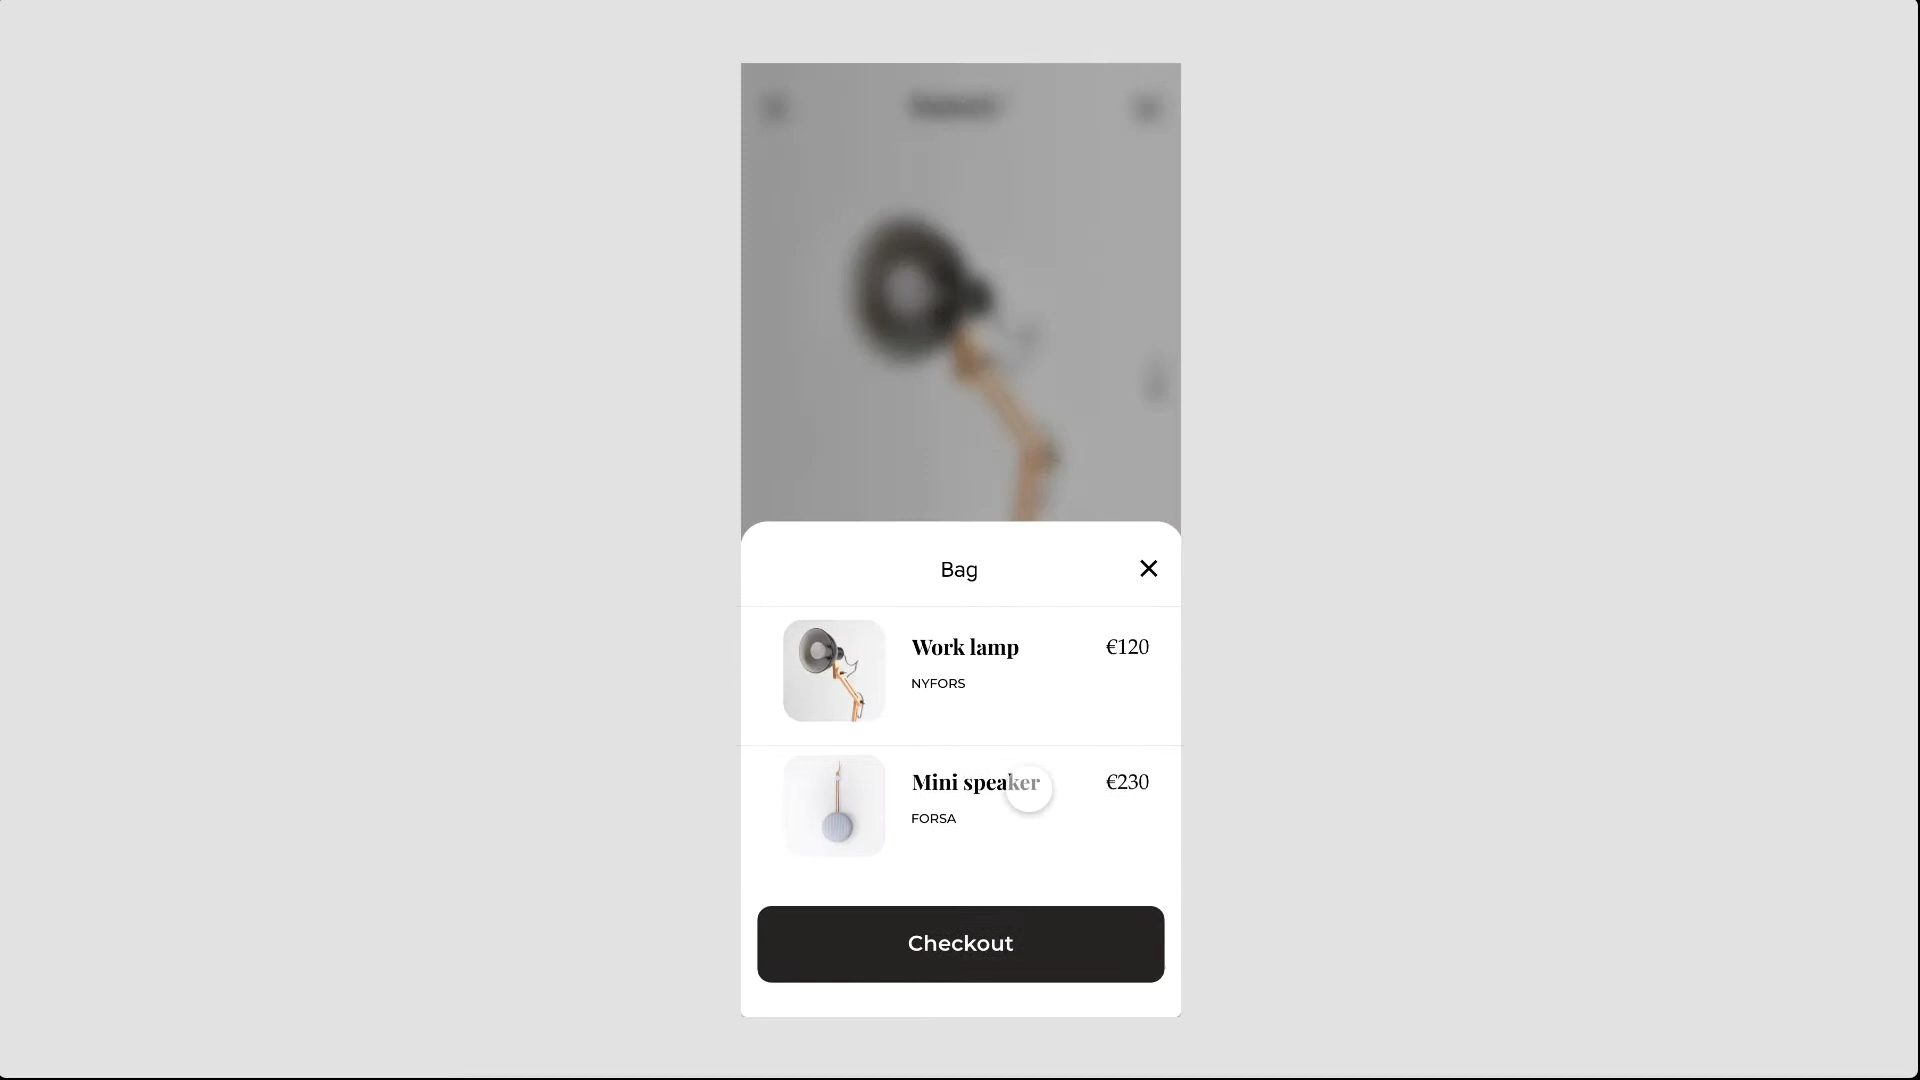 Bag
Work lamp €120
NYFORS
Mini speaker €230
FORSA
Checkout